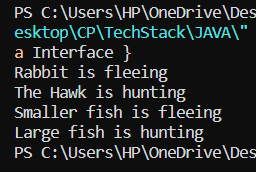 PS C:\Users\HP\OneDrive\Des
esktop\CP\TechStack\JAVA\"
a Interface }
Rabbit is fleeing
The Hawk is hunting
Smaller fish is fleeing
Large fish is hunting
PS C:\Users\HP\OneDrive\Des